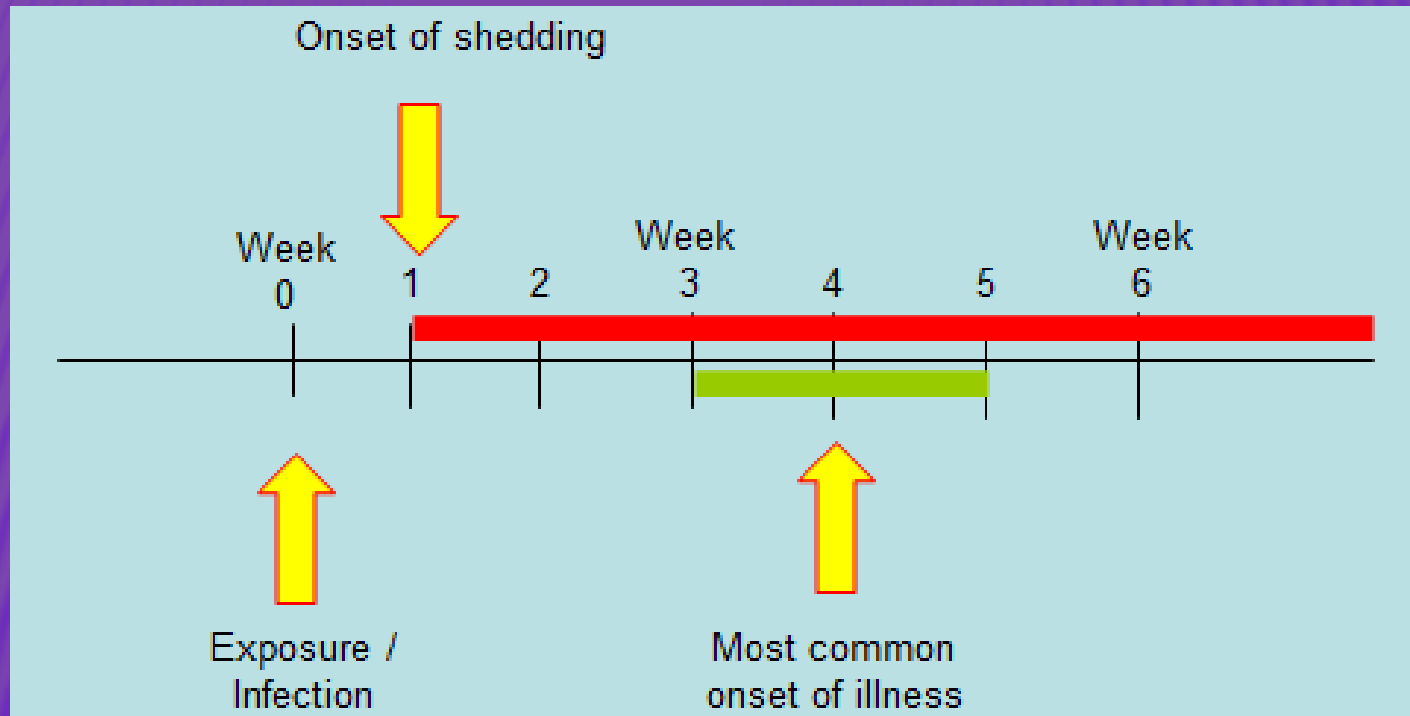 Onset of shedding
Week
0
1
2
Week
3
4
5
Week
6
Exposure /
Infection
Most common
onset of illness